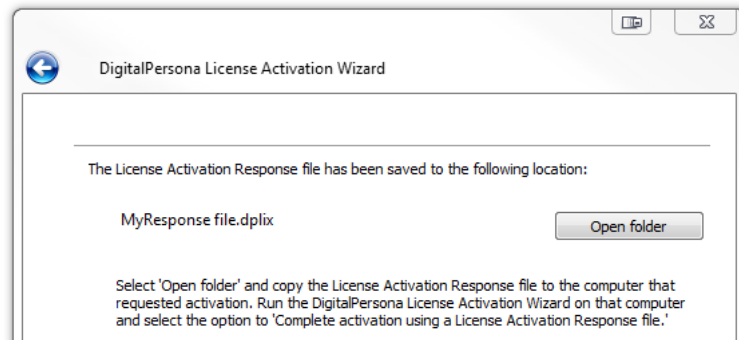 DigitalPersona License Activation Wizard
The License Activation Response file has been saved to the following location:
MyResponse file.dplix
Open folder
Select 'Open folder' and copy the License Activation Response file to the computer that
requested activation. Run the DigitalPersona License Activation Wizard on that computer
and select the option to 'Complete activation using a License Activation Response file.'